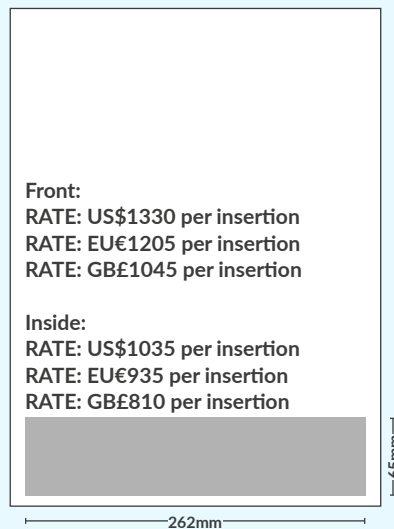 Front:
RATE: US$1330 per insertion
RATE: EU€1205 per insertion
RATE: GB£1045 per insertion
Inside:
RATE: US$1035 per insertion
RATE: EU€935 per insertion
RATE: GB£810 per insertion
65mm
262mm